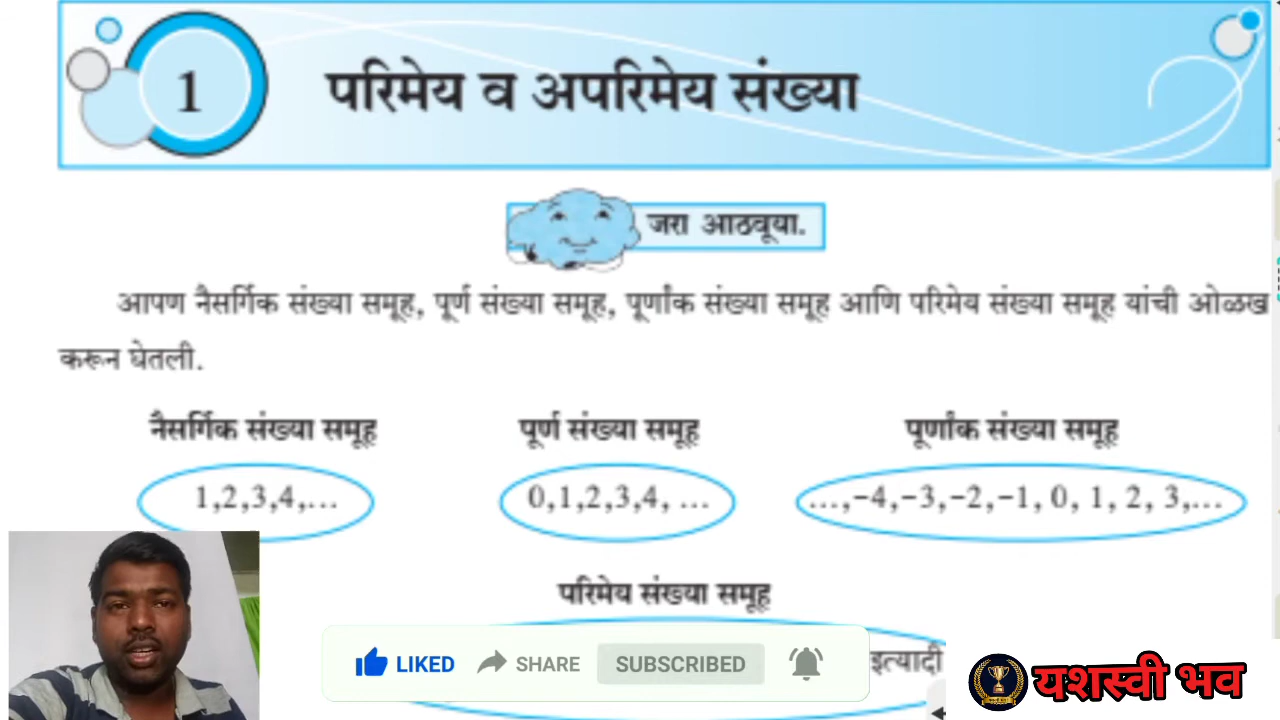 1
परिमेय व अपरिमेय संख्या
जरा आठवूया.
आपण नैसर्गिक संख्या समूह, पूर्ण संख्या समूह, पूर्णांक संख्या समूह आणि परिमेय संख्या समूह यांची ओळख
करून घेतली.
नैसर्गिक संख्या समूह
पूर्ण संख्या समूह
पूर्णांक संख्या समूह
1,2,3,4,...
0,1,2,3,4, ...
...,-4,-3,-2,-1, 0, 1, 2, 3,...
परिमेय संख्या समूह
इत्यादी
LIKED
SHARE
SUBSCRIBED
यशस्वी भव